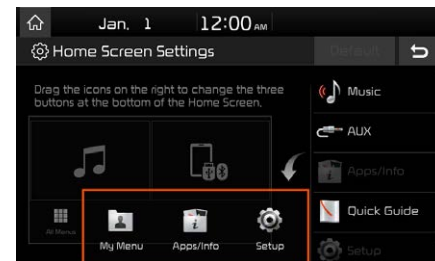 Jan. 1 12:00 AM
Home Screen Settings Default
Drag the icons on the right to change the three
buttons at the bottom of the Home Screen.
Music
AUX
Apps/Info
Quick Guide
Setup
All Menus
My Menu Apps/Info Setup